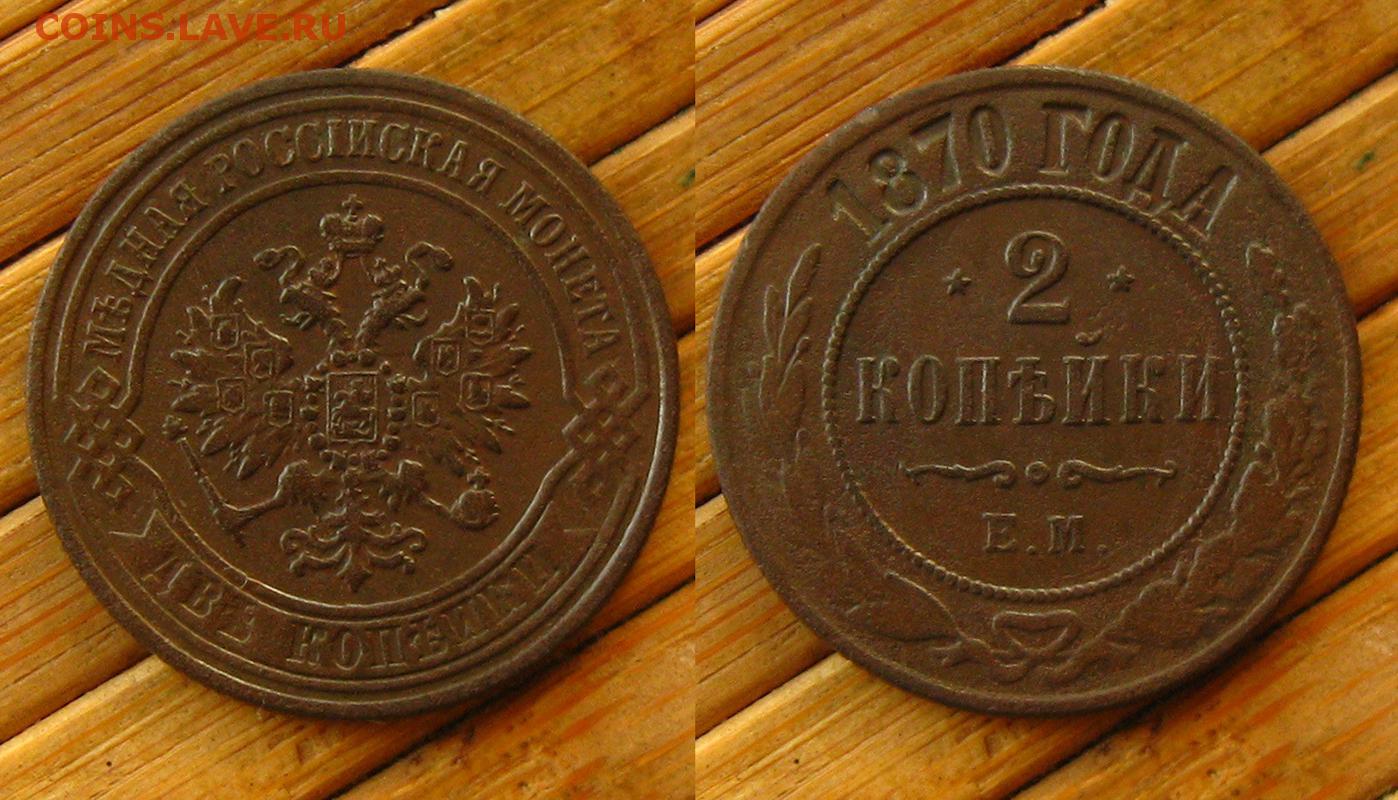 COINS.LAVE.RU
МѢДНАЯ РОССІЙСКАЯ МОНЕТА
ДВѢ КОПѢЙКИ
1870 ГОДА
2
КОПѢЙКИ
Е.М.